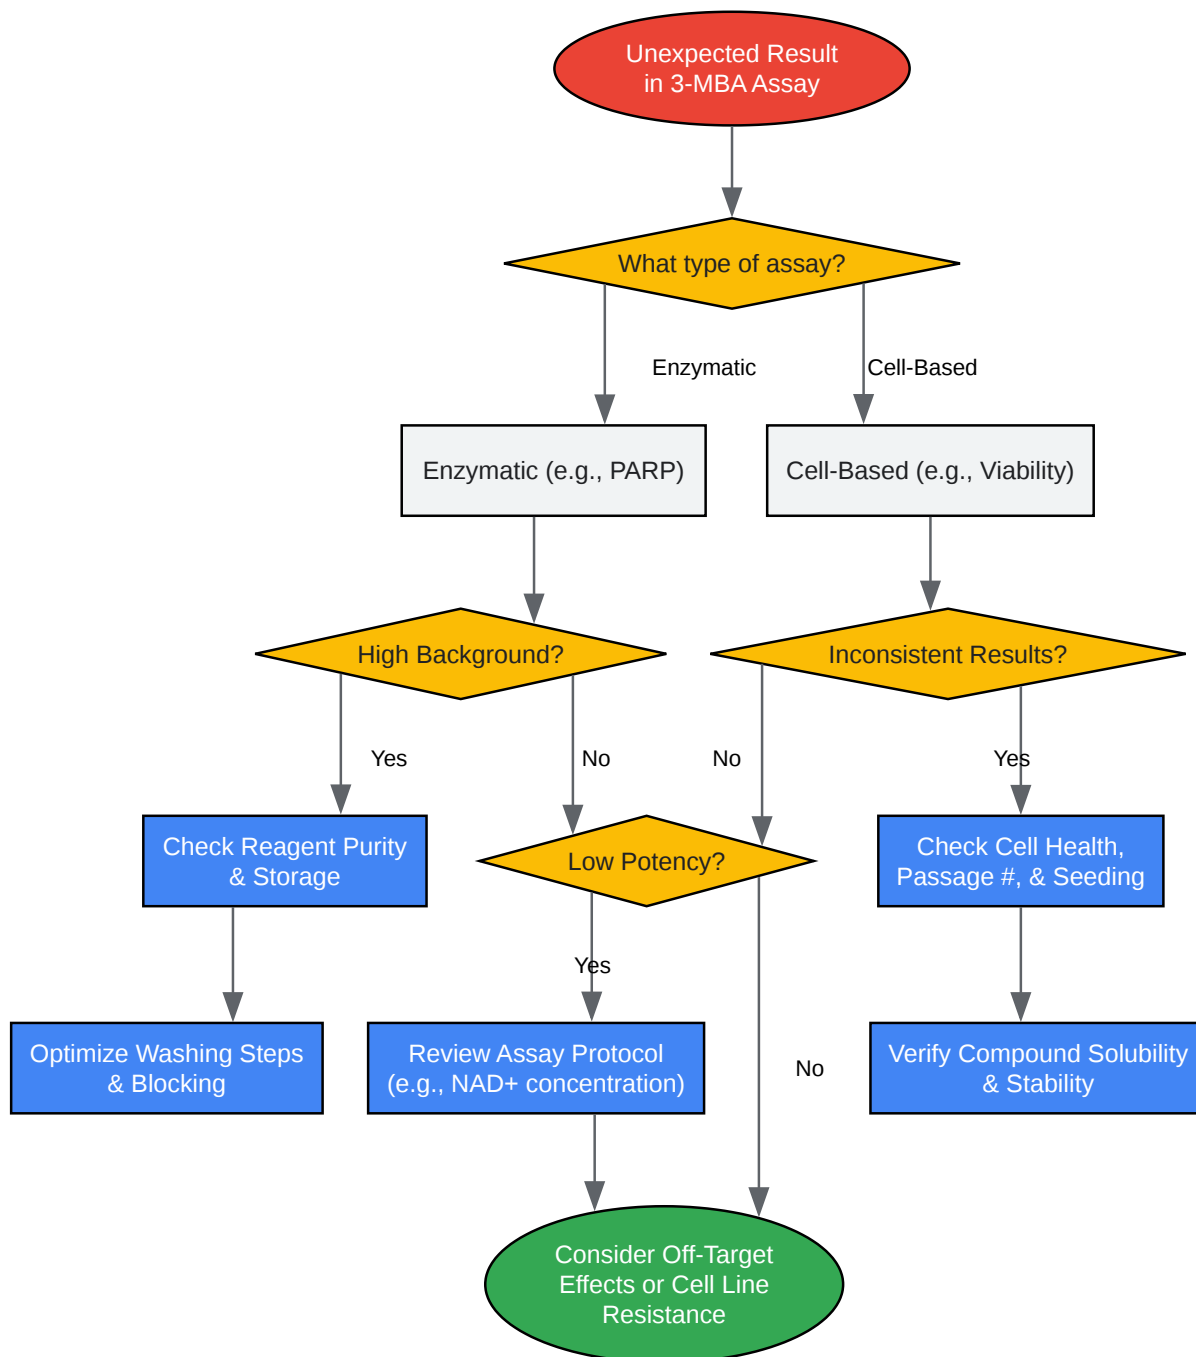 Unexpected Result
in 3-MBA Assay
What type of assay?
Enzymatic
Cell-Based
Enzymatic (e.g., PARP)
Cell-Based (e.g., Viability)
High Background?
Inconsistent Results?
Yes
No
No
Yes
Check Reagent Purity
& Storage
Low Potency?
Check Cell Health,
Passage #, & Seeding
Yes
Optimize Washing Steps
& Blocking
Review Assay Protocol
(e.g., NAD+ concentration)
No
Verify Compound Solubility
& Stability
Consider Off-Target
Effects or Cell Line
Resistance